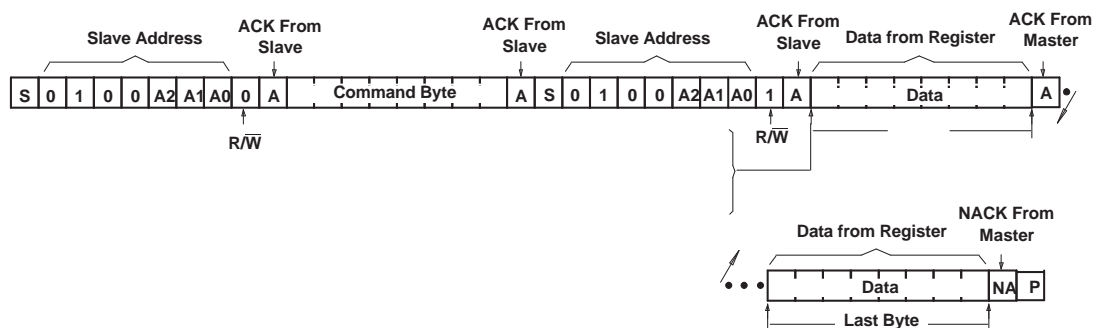 ACK From
Slave
ACK From
Slave
ACK From
Slave
ACK From
Master
Slave Address
Slave Address
Data from Register
S 0 1 0 0 A2 A1 A0 0 A Command Byte A S 0 1 0 0 A2 A1 A0 1 A Data A
R/W̅
R/W̅
NACK From
Master
Data from Register
Data NA P
Last Byte